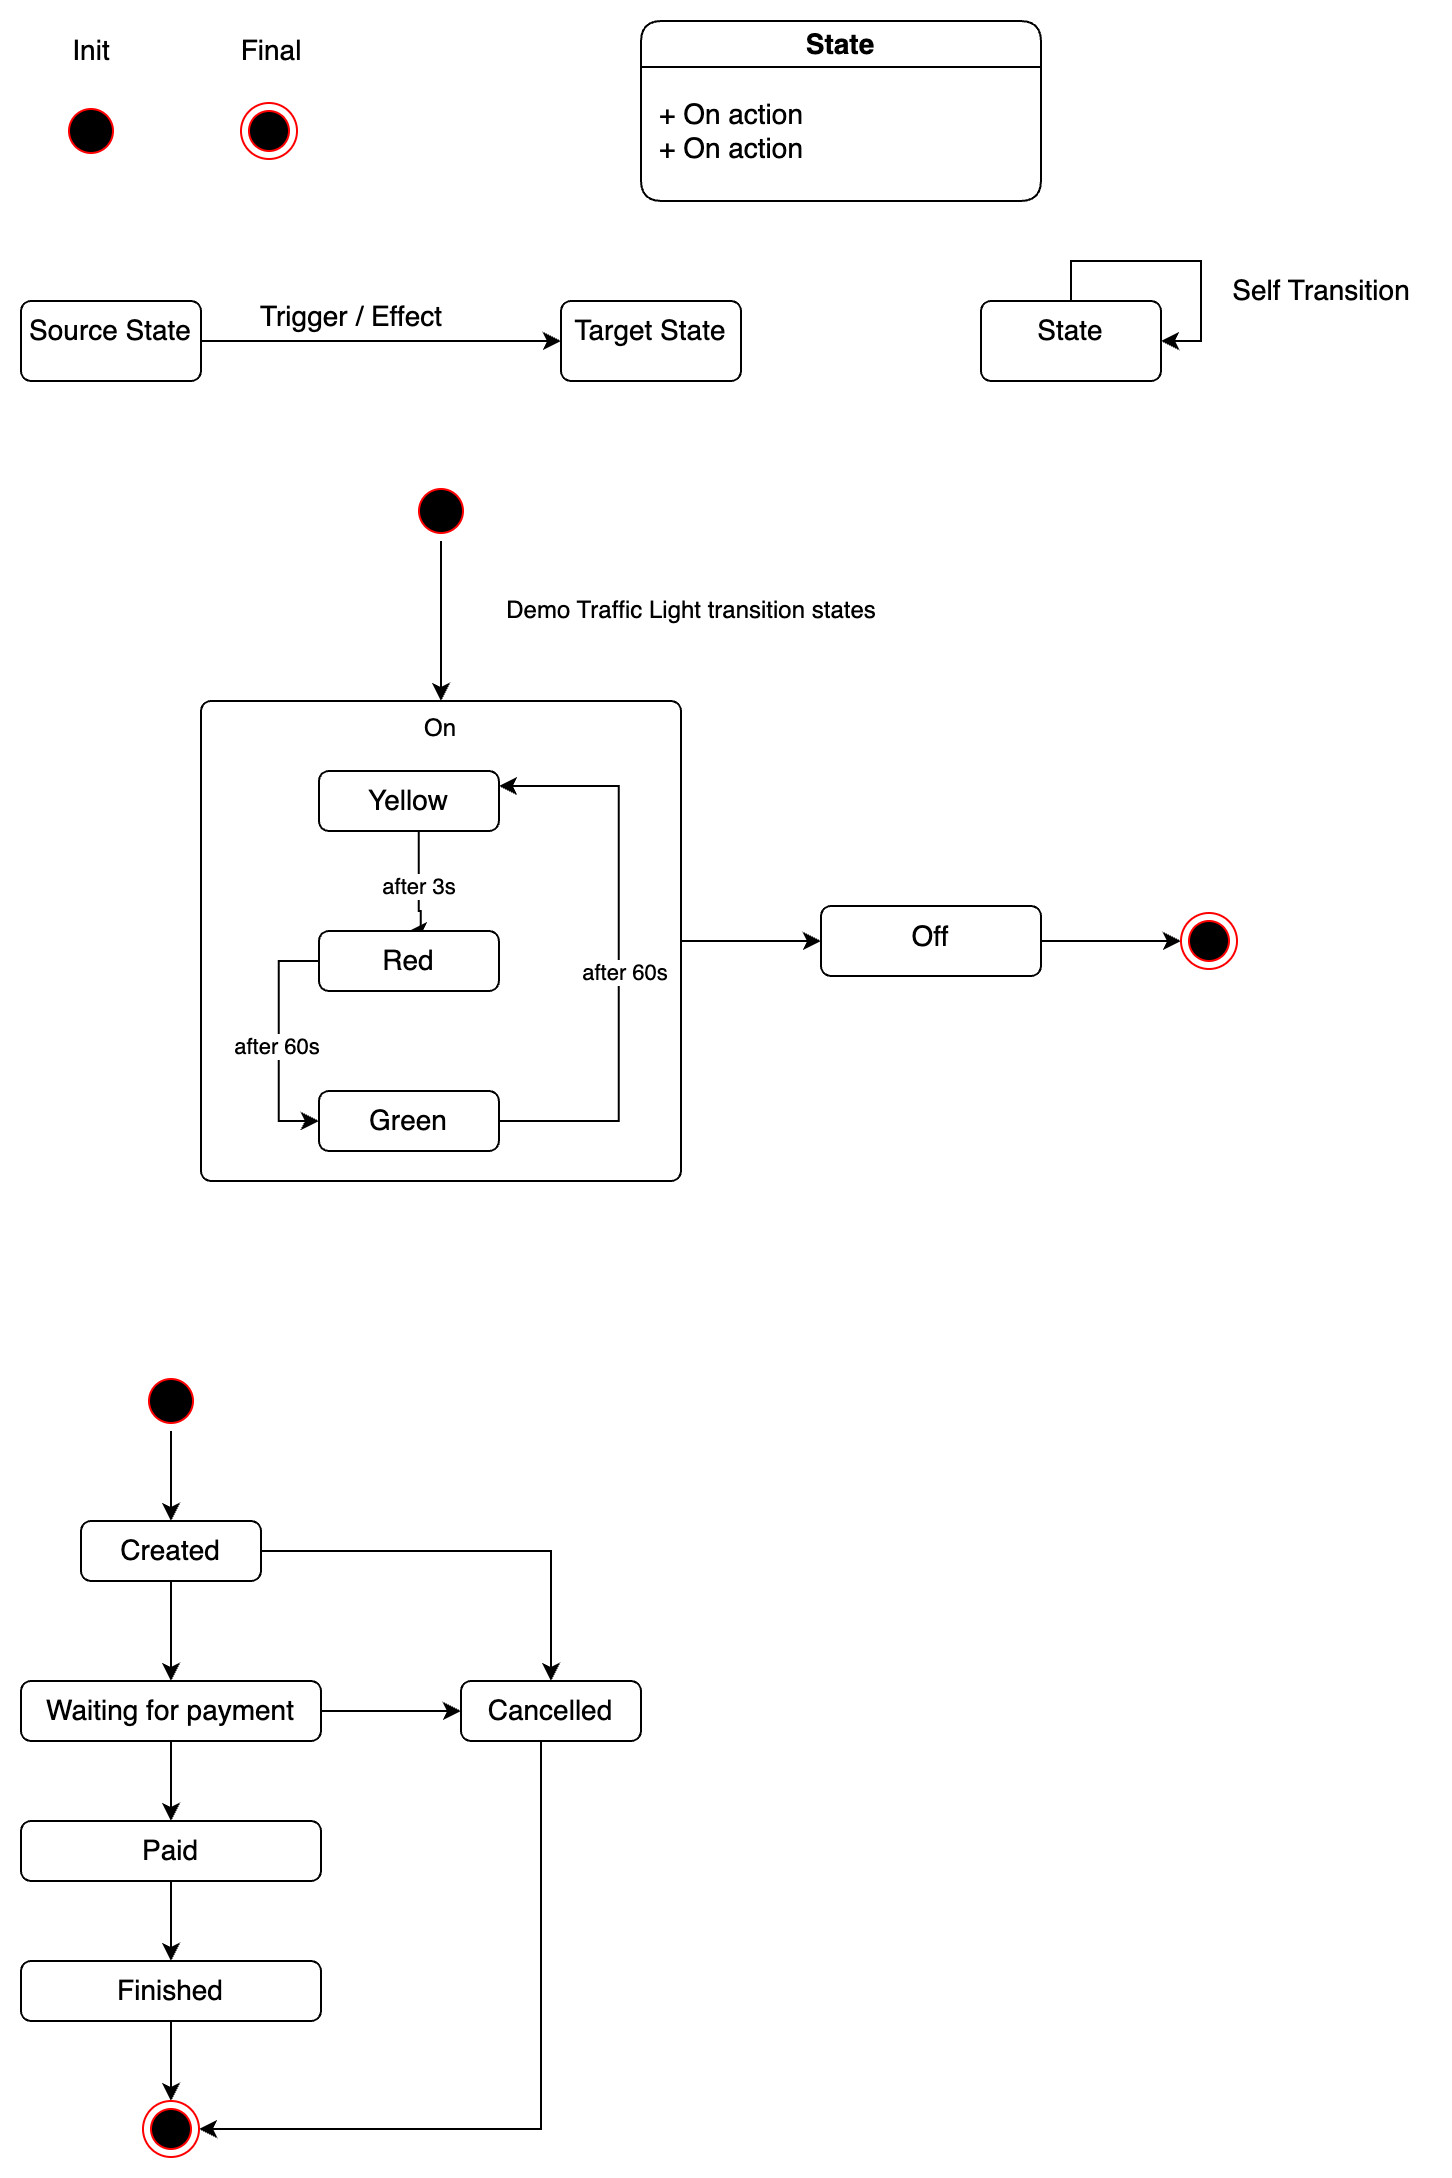 Init
Final
State
+ On action
+ On action
Source State
Trigger / Effect
Target State
State
Self Transition
Demo Traffic Light transition states
On
Yellow
after 3s
Red
after 60s
after 60s
Green
Off
Created
Waiting for payment
Cancelled
Paid
Finished